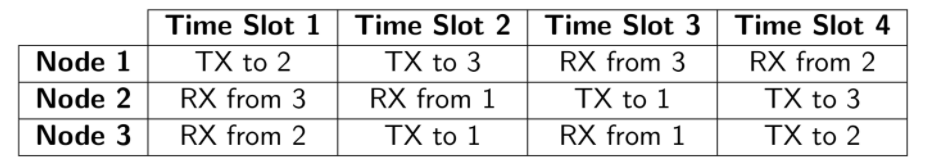 Time Slot 1 Time Slot 2 Time Slot 3 Time Slot 4
Node 1 TX to 2 TX to 3 RX from 3 RX from 2
Node 2 RX from 3 RX from 1 TX to 1 TX to 3
Node 3 RX from 2 TX to 1 RX from 1 TX to 2